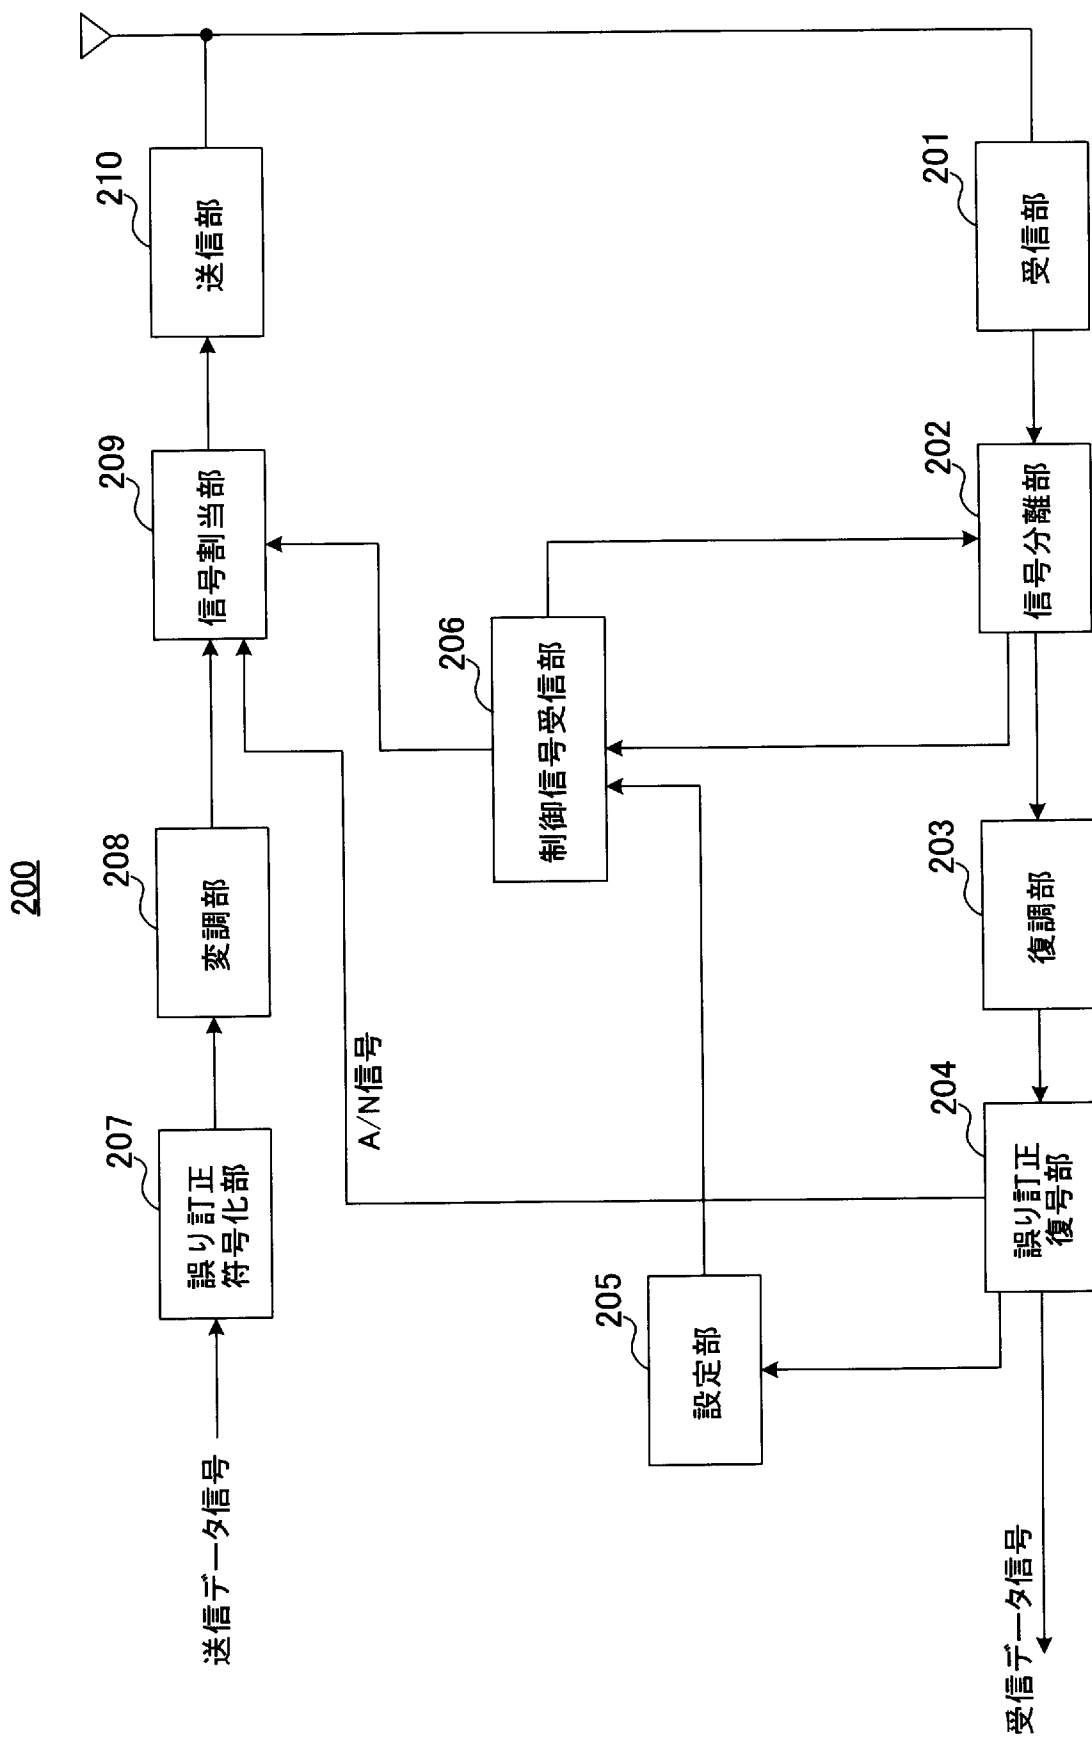 200
送信データ信号
207
誤り訂正
符号化部
208
変調部
209
信号割当部
210
送信部
A/N信号
206
制御信号受信部
205
設定部
受信データ信号
204
誤り訂正
復号部
203
復調部
202
信号分離部
201
受信部